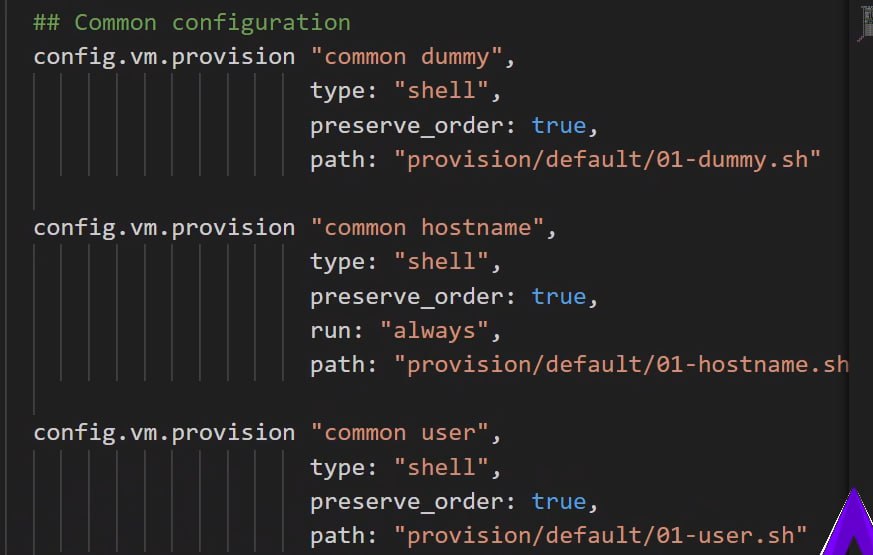 ## Common configuration
config.vm.provision "common dummy",
type: "shell",
preserve_order: true,
path: "provision/default/01-dummy.sh"
config.vm.provision "common hostname",
type: "shell",
preserve_order: true,
run: "always",
path: "provision/default/01-hostname.sh
config.vm.provision "common user",
type: "shell",
preserve_order: true,
path: "provision/default/01-user.sh"